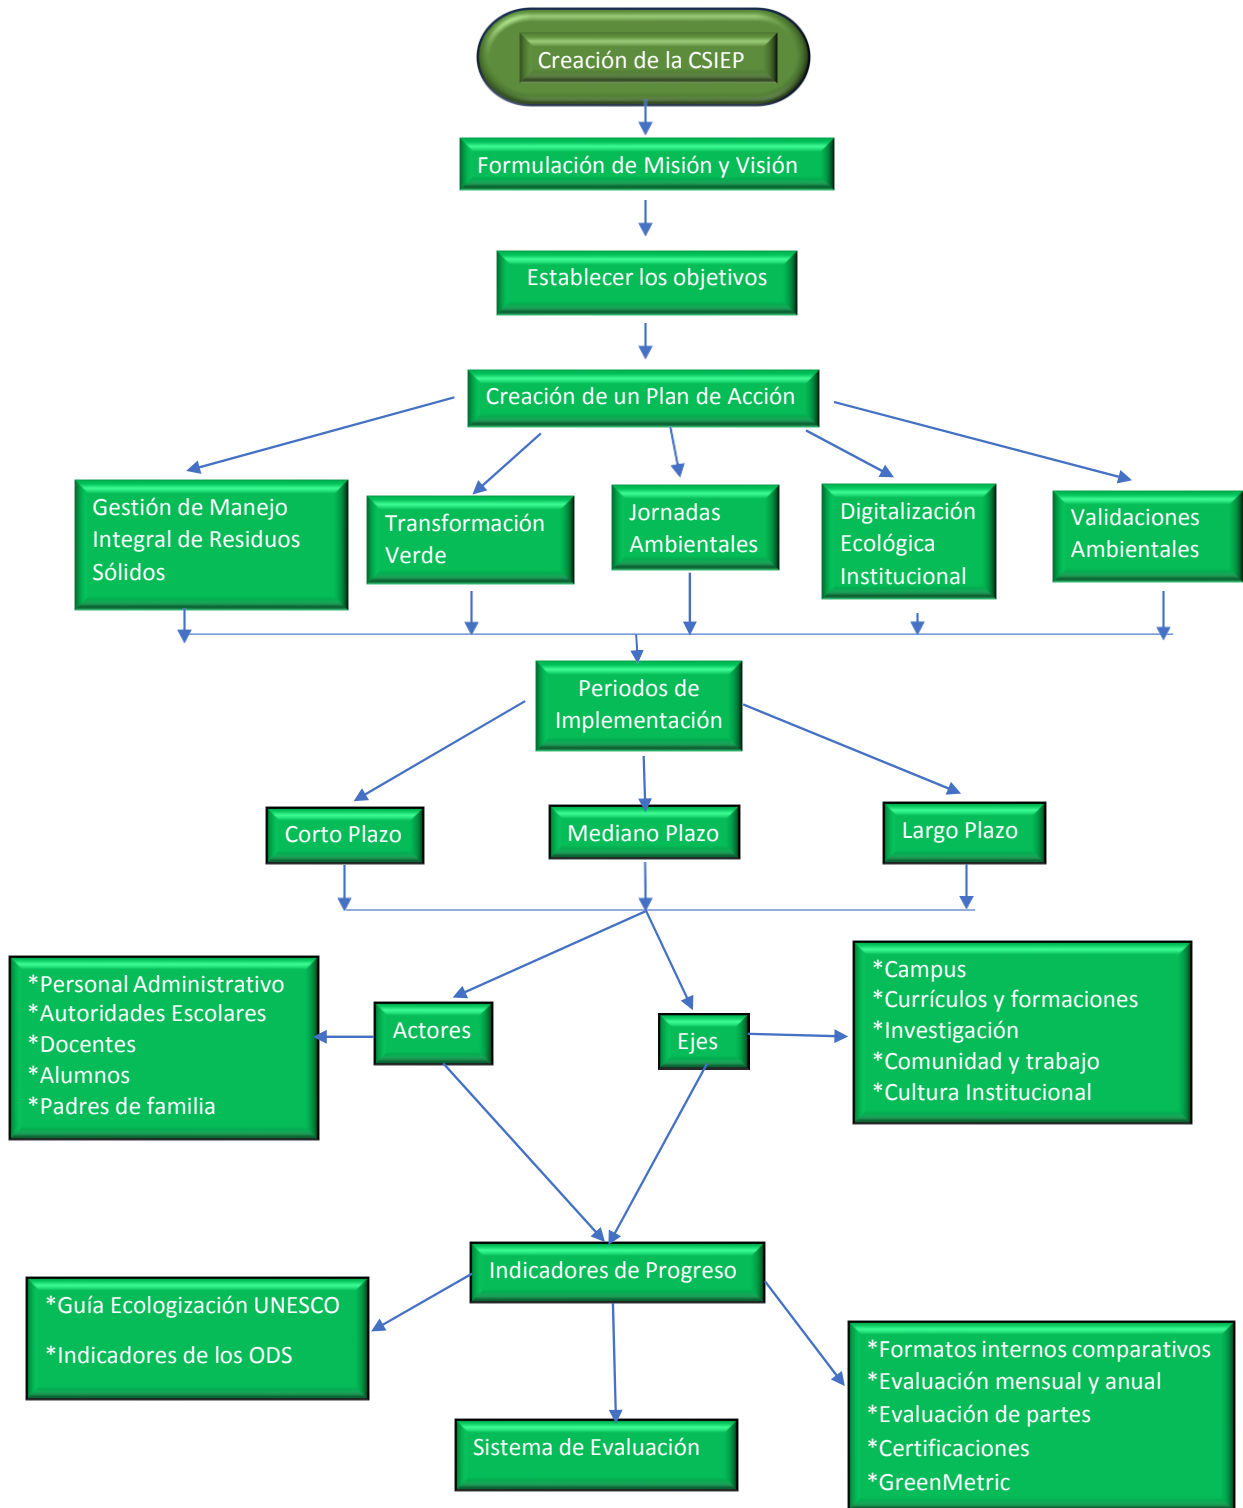 Creación de la CSIEP
Formulación de Misión y Visión
Establecer los objetivos
Creación de un Plan de Acción
Gestión de Manejo
Integral de Residuos
Sólidos
Transformación
Verde
Jornadas
Ambientales
Digitalización
Ecológica
Institucional
Validaciones
Ambientales
Periodos de
Implementación
Corto Plazo
Mediano Plazo
Largo Plazo
*Personal Administrativo
*Autoridades Escolares
*Docentes
*Alumnos
*Padres de familia
Actores
Ejes
*Campus
*Currículos y formaciones
*Investigación
*Comunidad y trabajo
*Cultura Institucional
Indicadores de Progreso
*Guía Ecologización UNESCO
*Indicadores de los ODS
Sistema de Evaluación
*Formatos internos comparativos
*Evaluación mensual y anual
*Evaluación de partes
*Certificaciones
*GreenMetric